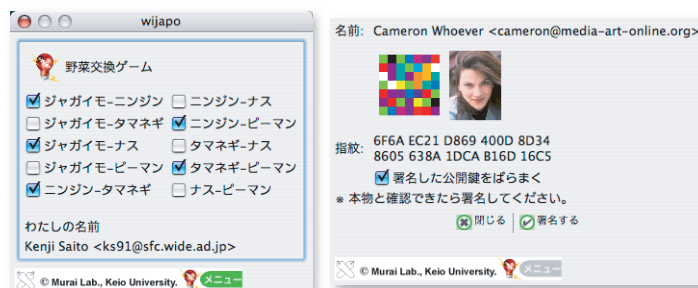 wijapo
野菜交換ゲーム
ジャガイモ-ニンジン
ニンジン-ナス
ジャガイモ-タマネギ
ニンジン-ピーマン
ジャガイモ-ナス
タマネギ-ナス
ジャガイモ-ピーマン
タマネギ-ピーマン
ニンジン-タマネギ
ナス-ピーマン
わたしの名前
Kenji Saito <ks91@sfc.wide.ad.jp>
© Murai Lab., Keio University.
メニュー
名前: Cameron Whoever <cameron@media-art-online.org>
指紋: 6F6A EC21 D869 400D 8D34
8605 638A 1DCA B16D 16C5
署名した公開鍵をばらまく
※ 本物と確認できたら署名してください。
閉じる 署名する
© Murai Lab., Keio University.
メニュー